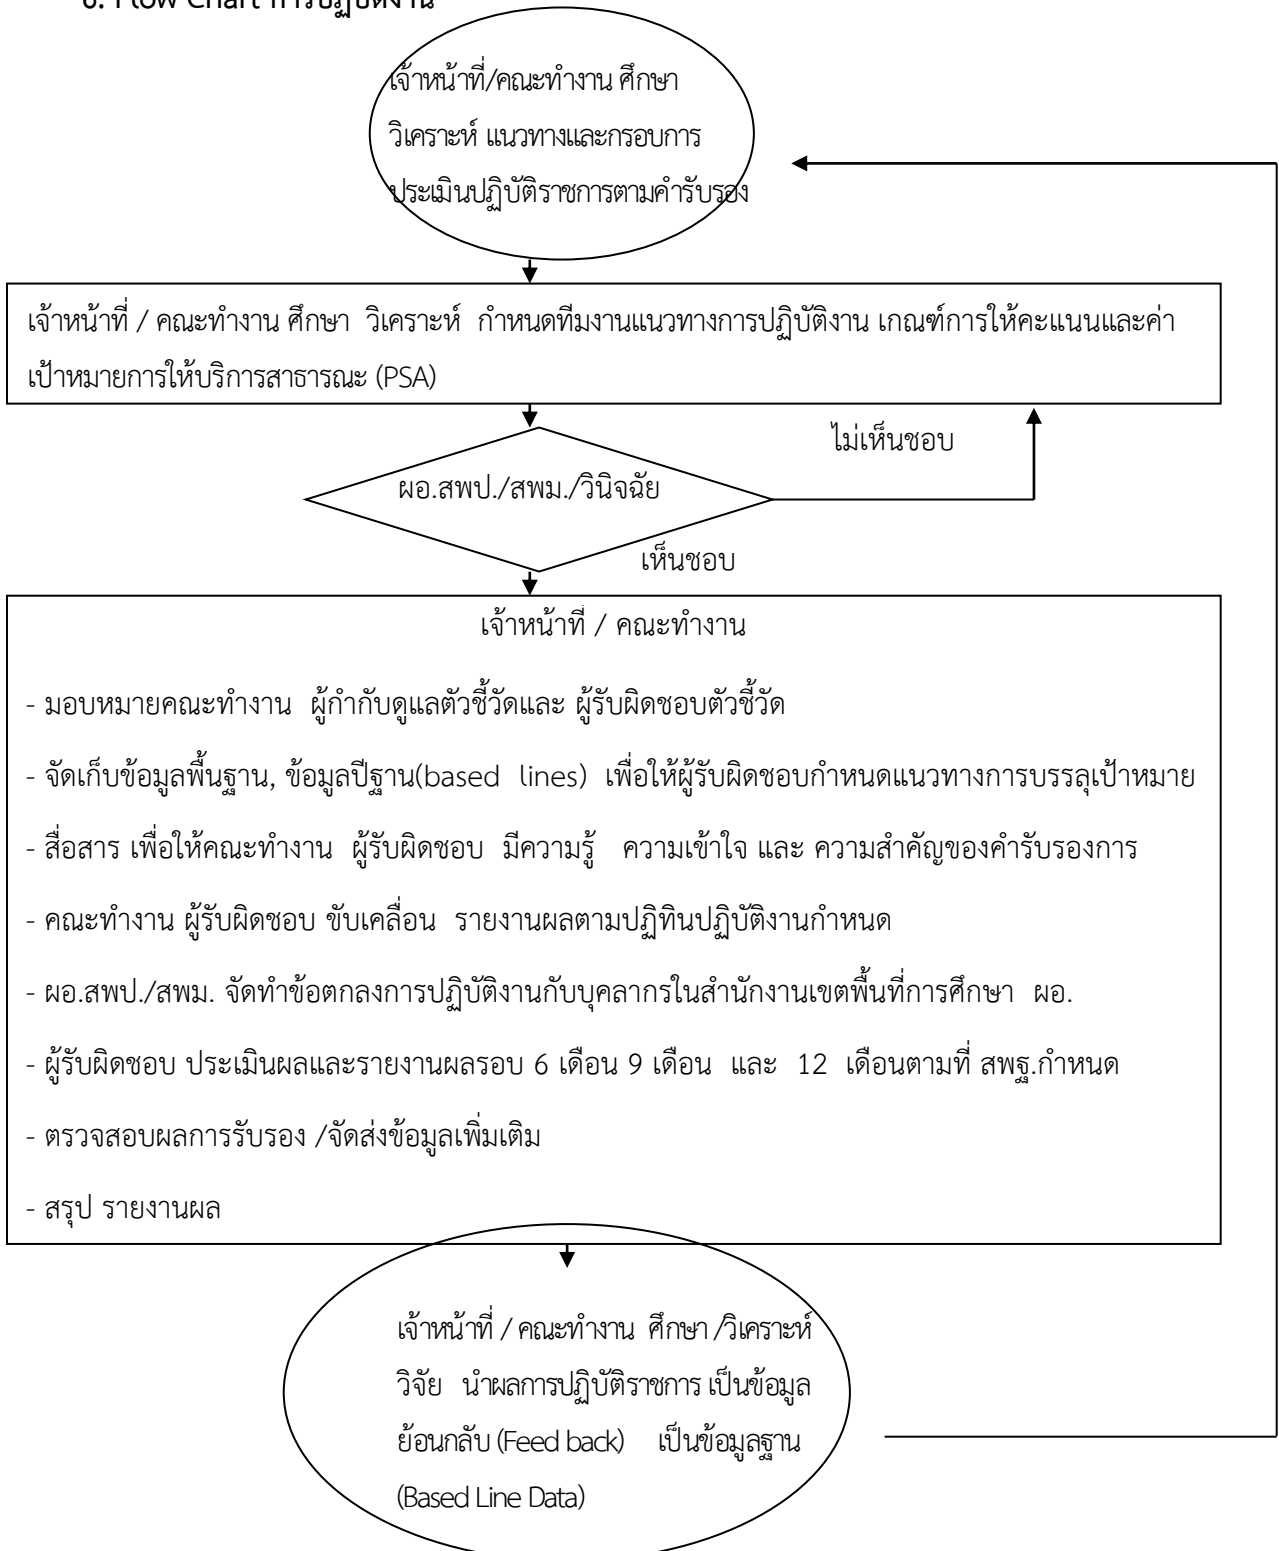 6. Flow Chart การปฏิบัติงาน
เจ้าหน้าที่/คณะทำงาน ศึกษา
วิเคราะห์ แนวทางและกรอบการ
ประเมินปฏิบัติราชการตามคำรับรอง
เจ้าหน้าที่ / คณะทำงาน ศึกษา วิเคราะห์ กำหนดทีมงานแนวทางการปฏิบัติงาน เกณฑ์การให้คะแนนและค่า
เป้าหมายการให้บริการสาธารณะ (PSA)
ไม่เห็นชอบ
ผอ.สพป./สพม./วินิจฉัย
เห็นชอบ
เจ้าหน้าที่ / คณะทำงาน
- มอบหมายคณะทำงาน ผู้กำกับดูแลตัวชี้วัดและ ผู้รับผิดชอบตัวชี้วัด
- จัดเก็บข้อมูลพื้นฐาน, ข้อมูลปีฐาน(based lines) เพื่อให้ผู้รับผิดชอบกำหนดแนวทางการบรรลุเป้าหมาย
- สื่อสาร เพื่อให้คณะทำงาน ผู้รับผิดชอบ มีความรู้ ความเข้าใจ และ ความสำคัญของคำรับรองการ
- คณะทำงาน ผู้รับผิดชอบ ขับเคลื่อน รายงานผลตามปฏิทินปฏิบัติงานกำหนด
- ผอ.สพป./สพม. จัดทำข้อตกลงการปฏิบัติงานกับบุคลากรในสำนักงานเขตพื้นที่การศึกษา ผอ.
- ผู้รับผิดชอบ ประเมินผลและรายงานผลรอบ 6 เดือน 9 เดือน และ 12 เดือนตามที่ สพฐ.กำหนด
- ตรวจสอบผลการรับรอง /จัดส่งข้อมูลเพิ่มเติม
- สรุป รายงานผล
เจ้าหน้าที่ / คณะทำงาน ศึกษา /วิเคราะห์
วิจัย นำผลการปฏิบัติราชการ เป็นข้อมูล
ย้อนกลับ (Feed back) เป็นข้อมูลฐาน
(Based Line Data)